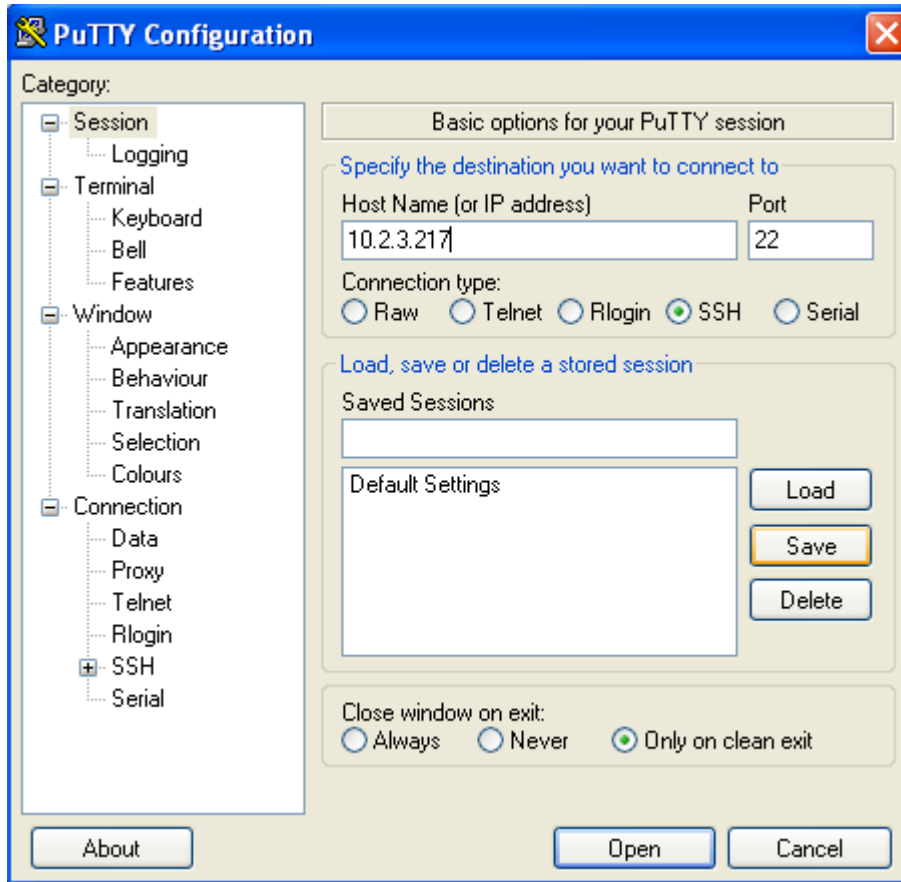 PuTTY Configuration
Category:
Session
Logging
Terminal
Keyboard
Bell
Features
Window
Appearance
Behaviour
Translation
Selection
Colours
Connection
Data
Proxy
Telnet
Rlogin
SSH
Serial
Basic options for your PuTTY session
Specify the destination you want to connect to
Host Name (or IP address) Port
10.2.3.217 22
Connection type:
Raw Telnet Rlogin SSH Serial
Load, save or delete a stored session
Saved Sessions
Default Settings
Load
Save
Delete
Close window on exit:
Always Never Only on clean exit
About Open Cancel